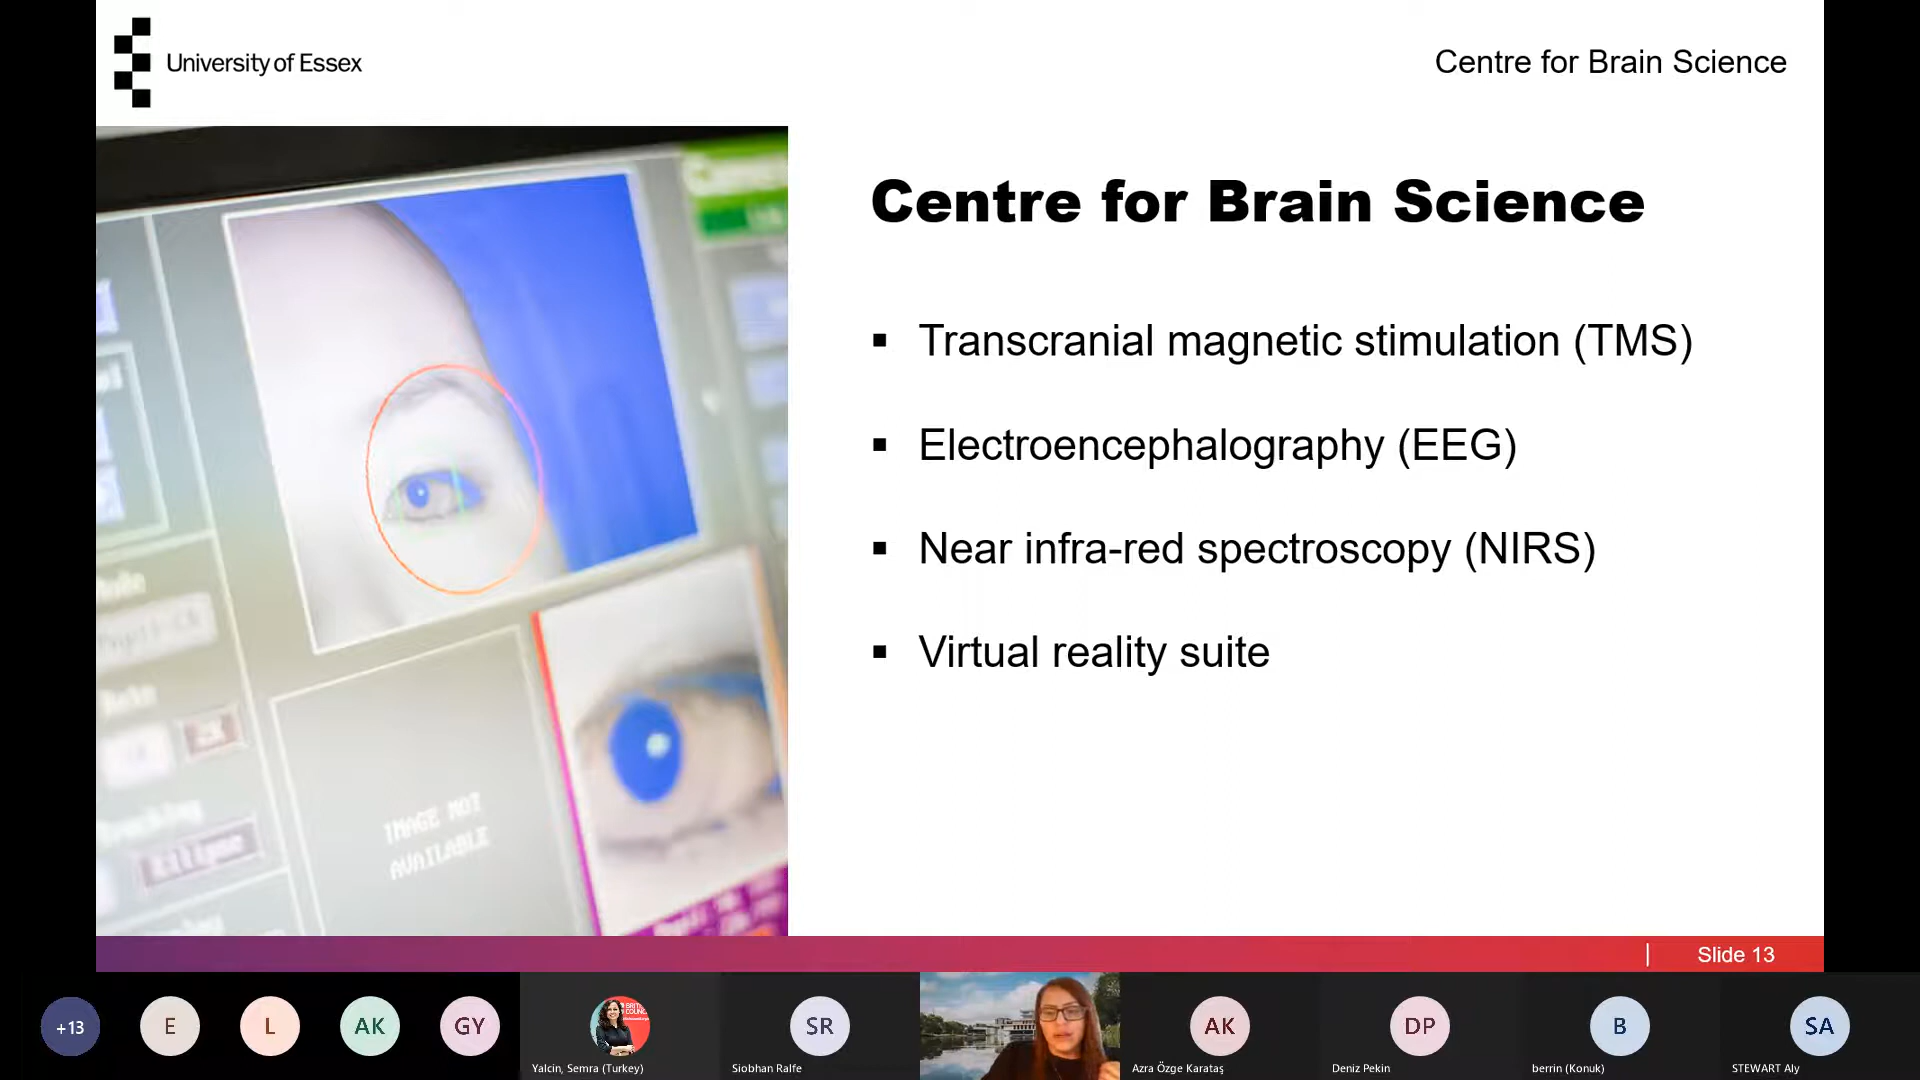 University of Essex
Centre for Brain Science
Centre for Brain Science
▪ Transcranial magnetic stimulation (TMS)
▪ Electroencephalography (EEG)
▪ Near infra-red spectroscopy (NIRS)
▪ Virtual reality suite
IMAGE NOT
AVAILABLE
Slide 13
+13
E
L
AK
GY
SR
AK
DP
B
SA
Yalcin, Semra (Turkey)
Siobhan Ralfe
Azra Özge Karataş
Deniz Pekin
berrin (Konuk)
STEWART Aly